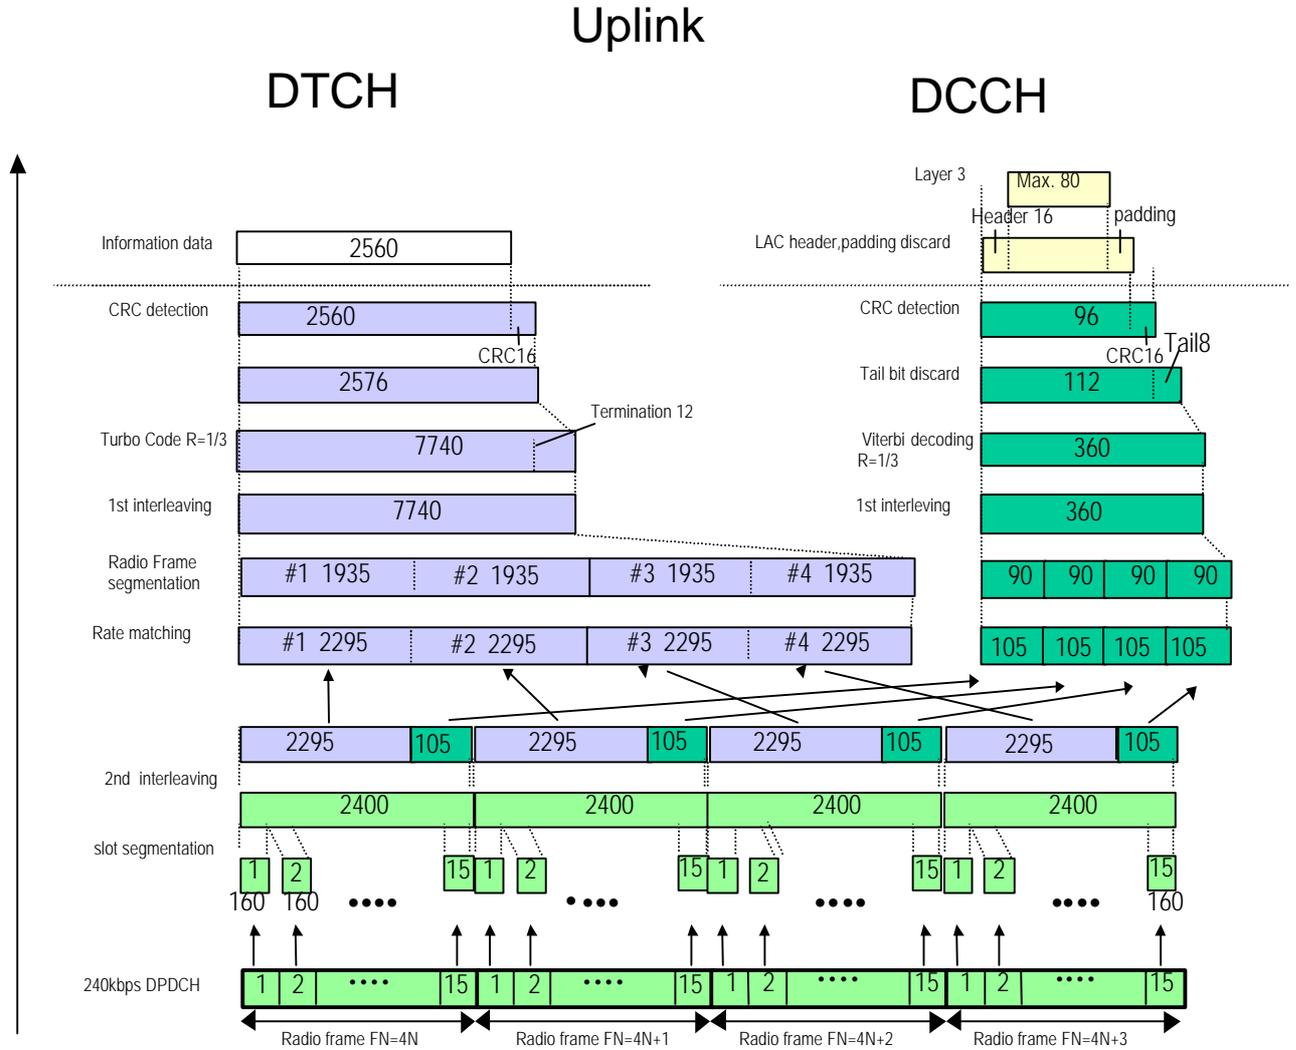 Uplink
DTCH
DCCH
Layer 3
Max. 80
Header 16
padding
Information data
2560
LAC header,padding discard
CRC detection
2560
CRC detection
96
CRC16
CRC16
Tail8
2576
Tail bit discard
112
Termination 12
Turbo Code R=1/3
7740
Viterbi decoding
R=1/3
360
1st interleaving
7740
1st interleving
360
Radio Frame
segmentation
#1 1935
#2 1935
#3 1935
#4 1935
90
90
90
90
Rate matching
#1 2295
#2 2295
#3 2295
#4 2295
105
105
105
105
2295
105
2295
105
2295
105
2295
105
2nd interleaving
2400
2400
2400
2400
slot segmentation
1
2
15
1
2
15
1
2
15
1
2
15
160
160
160
240kbps DPDCH
1
2
15
1
2
15
1
2
15
1
2
15
Radio frame FN=4N
Radio frame FN=4N+1
Radio frame FN=4N+2
Radio frame FN=4N+3